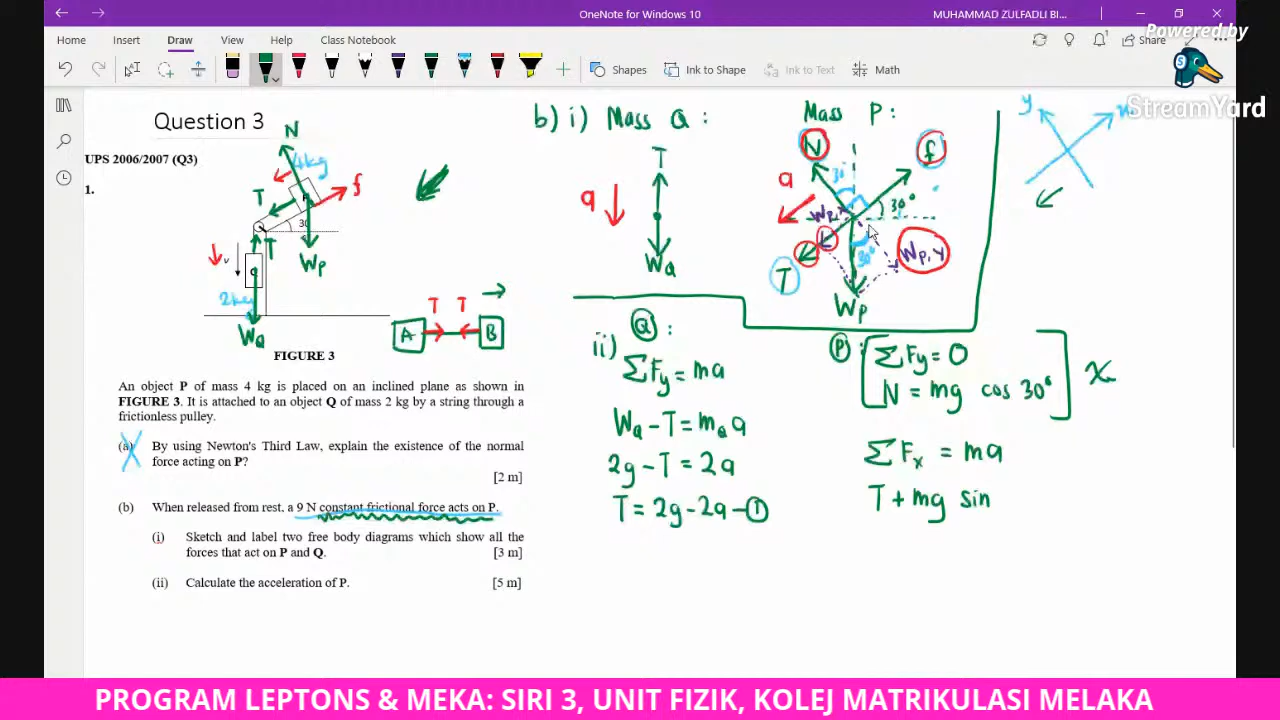 OneNote for Windows 10
MUHAMMAD ZULFADLI BI...
Powered by
StreamYard
Home Insert Draw View Help Class Notebook
Share
Shapes Ink to Shape Ink to Text Math
Question 3
UPS 2006/2007 (Q3)
1.
N
4kg
f
T
30
T
v
Q
2kg
WP
WQ
T T
A B
FIGURE 3
An object P of mass 4 kg is placed on an inclined plane as shown in
FIGURE 3. It is attached to an object Q of mass 2 kg by a string through a
frictionless pulley.
(a) By using Newton's Third Law, explain the existence of the normal
force acting on P?
[2 m]
(b) When released from rest, a 9 N constant frictional force acts on P.
(i) Sketch and label two free body diagrams which show all the
forces that act on P and Q.
[3 m]
(ii) Calculate the acceleration of P.
[5 m]
b) i) Mass Q :
T
a
WQ
Mass P :
N
f
30°
a
30°
WP,x
30°
WP,y
T
WP
y
x
ii) Q :
ΣFy = ma
WQ - T = mQ a
2g - T = 2a
T = 2g - 2a - ①
P :
ΣFy = 0
N = mg cos 30°
x
ΣFx = ma
T + mg sin
PROGRAM LEPTONS & MEKA: SIRI 3, UNIT FIZIK, KOLEJ MATRIKULASI MELAKA